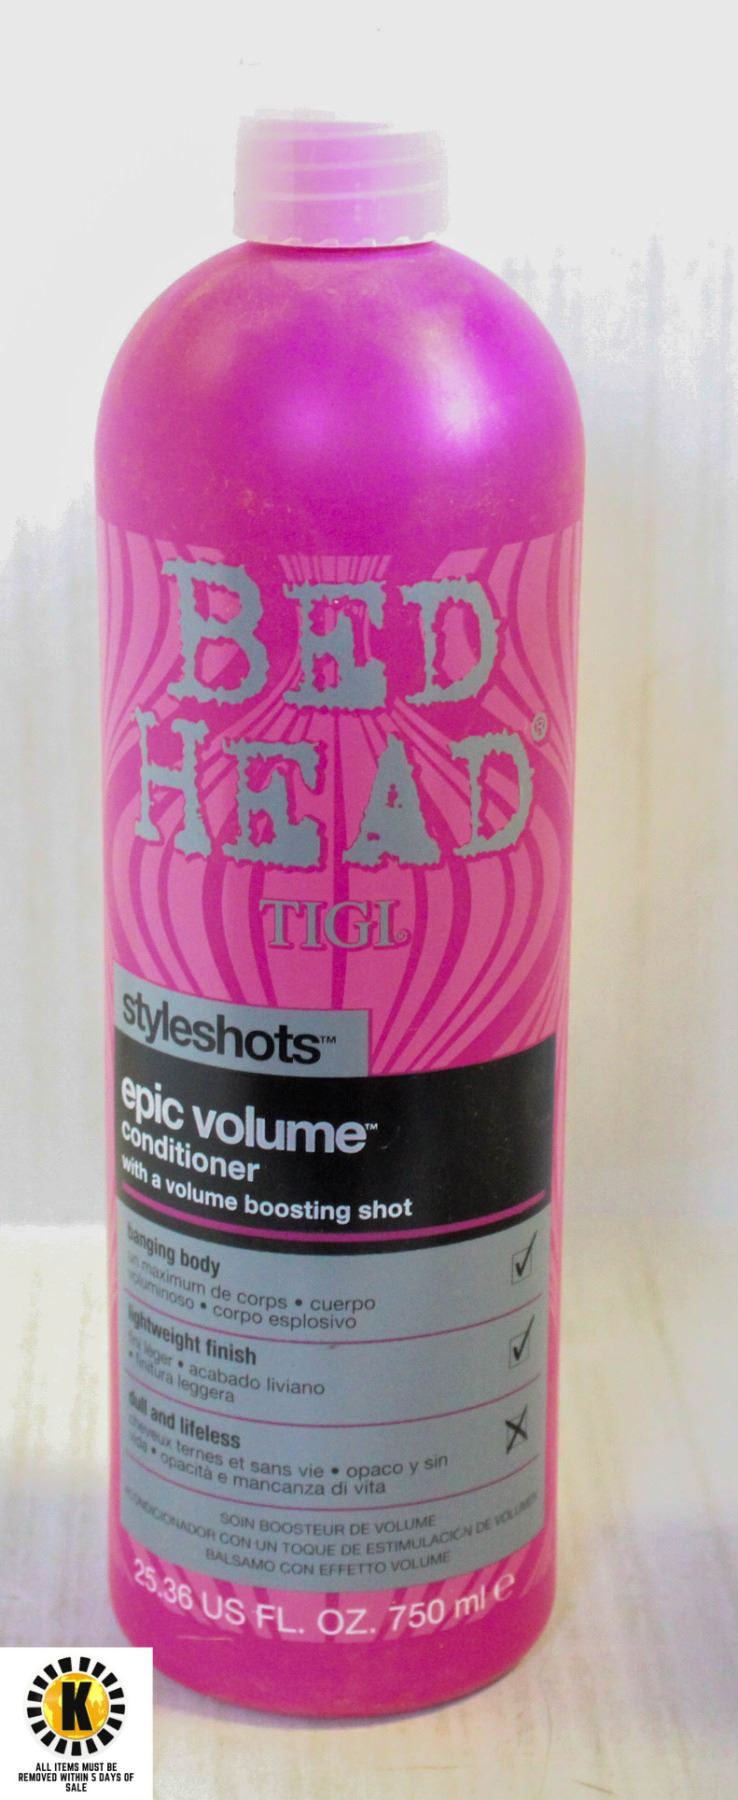 BED
HEAD®
TIGI®
styleshots™
epic volume™
conditioner
with a volume boosting shot
banging body
maximum de corps • cuerpo
voluminoso • corpo esplosivo
lightweight finish
léger • acabado liviano
• finitura leggera
dull and lifeless
cheveux ternes et sans vie • opaco y sin
vida • opacità e mancanza di vita
SOIN BOOSTEUR DE VOLUME
ACONDICIONADOR CON UN TOQUE DE ESTIMULACIÓN DE VOLUMEN
BALSAMO CON EFFETTO VOLUME
25.36 US FL. OZ. 750 ml e
K
ALL ITEMS MUST BE
REMOVED WITHIN 5 DAYS OF
SALE